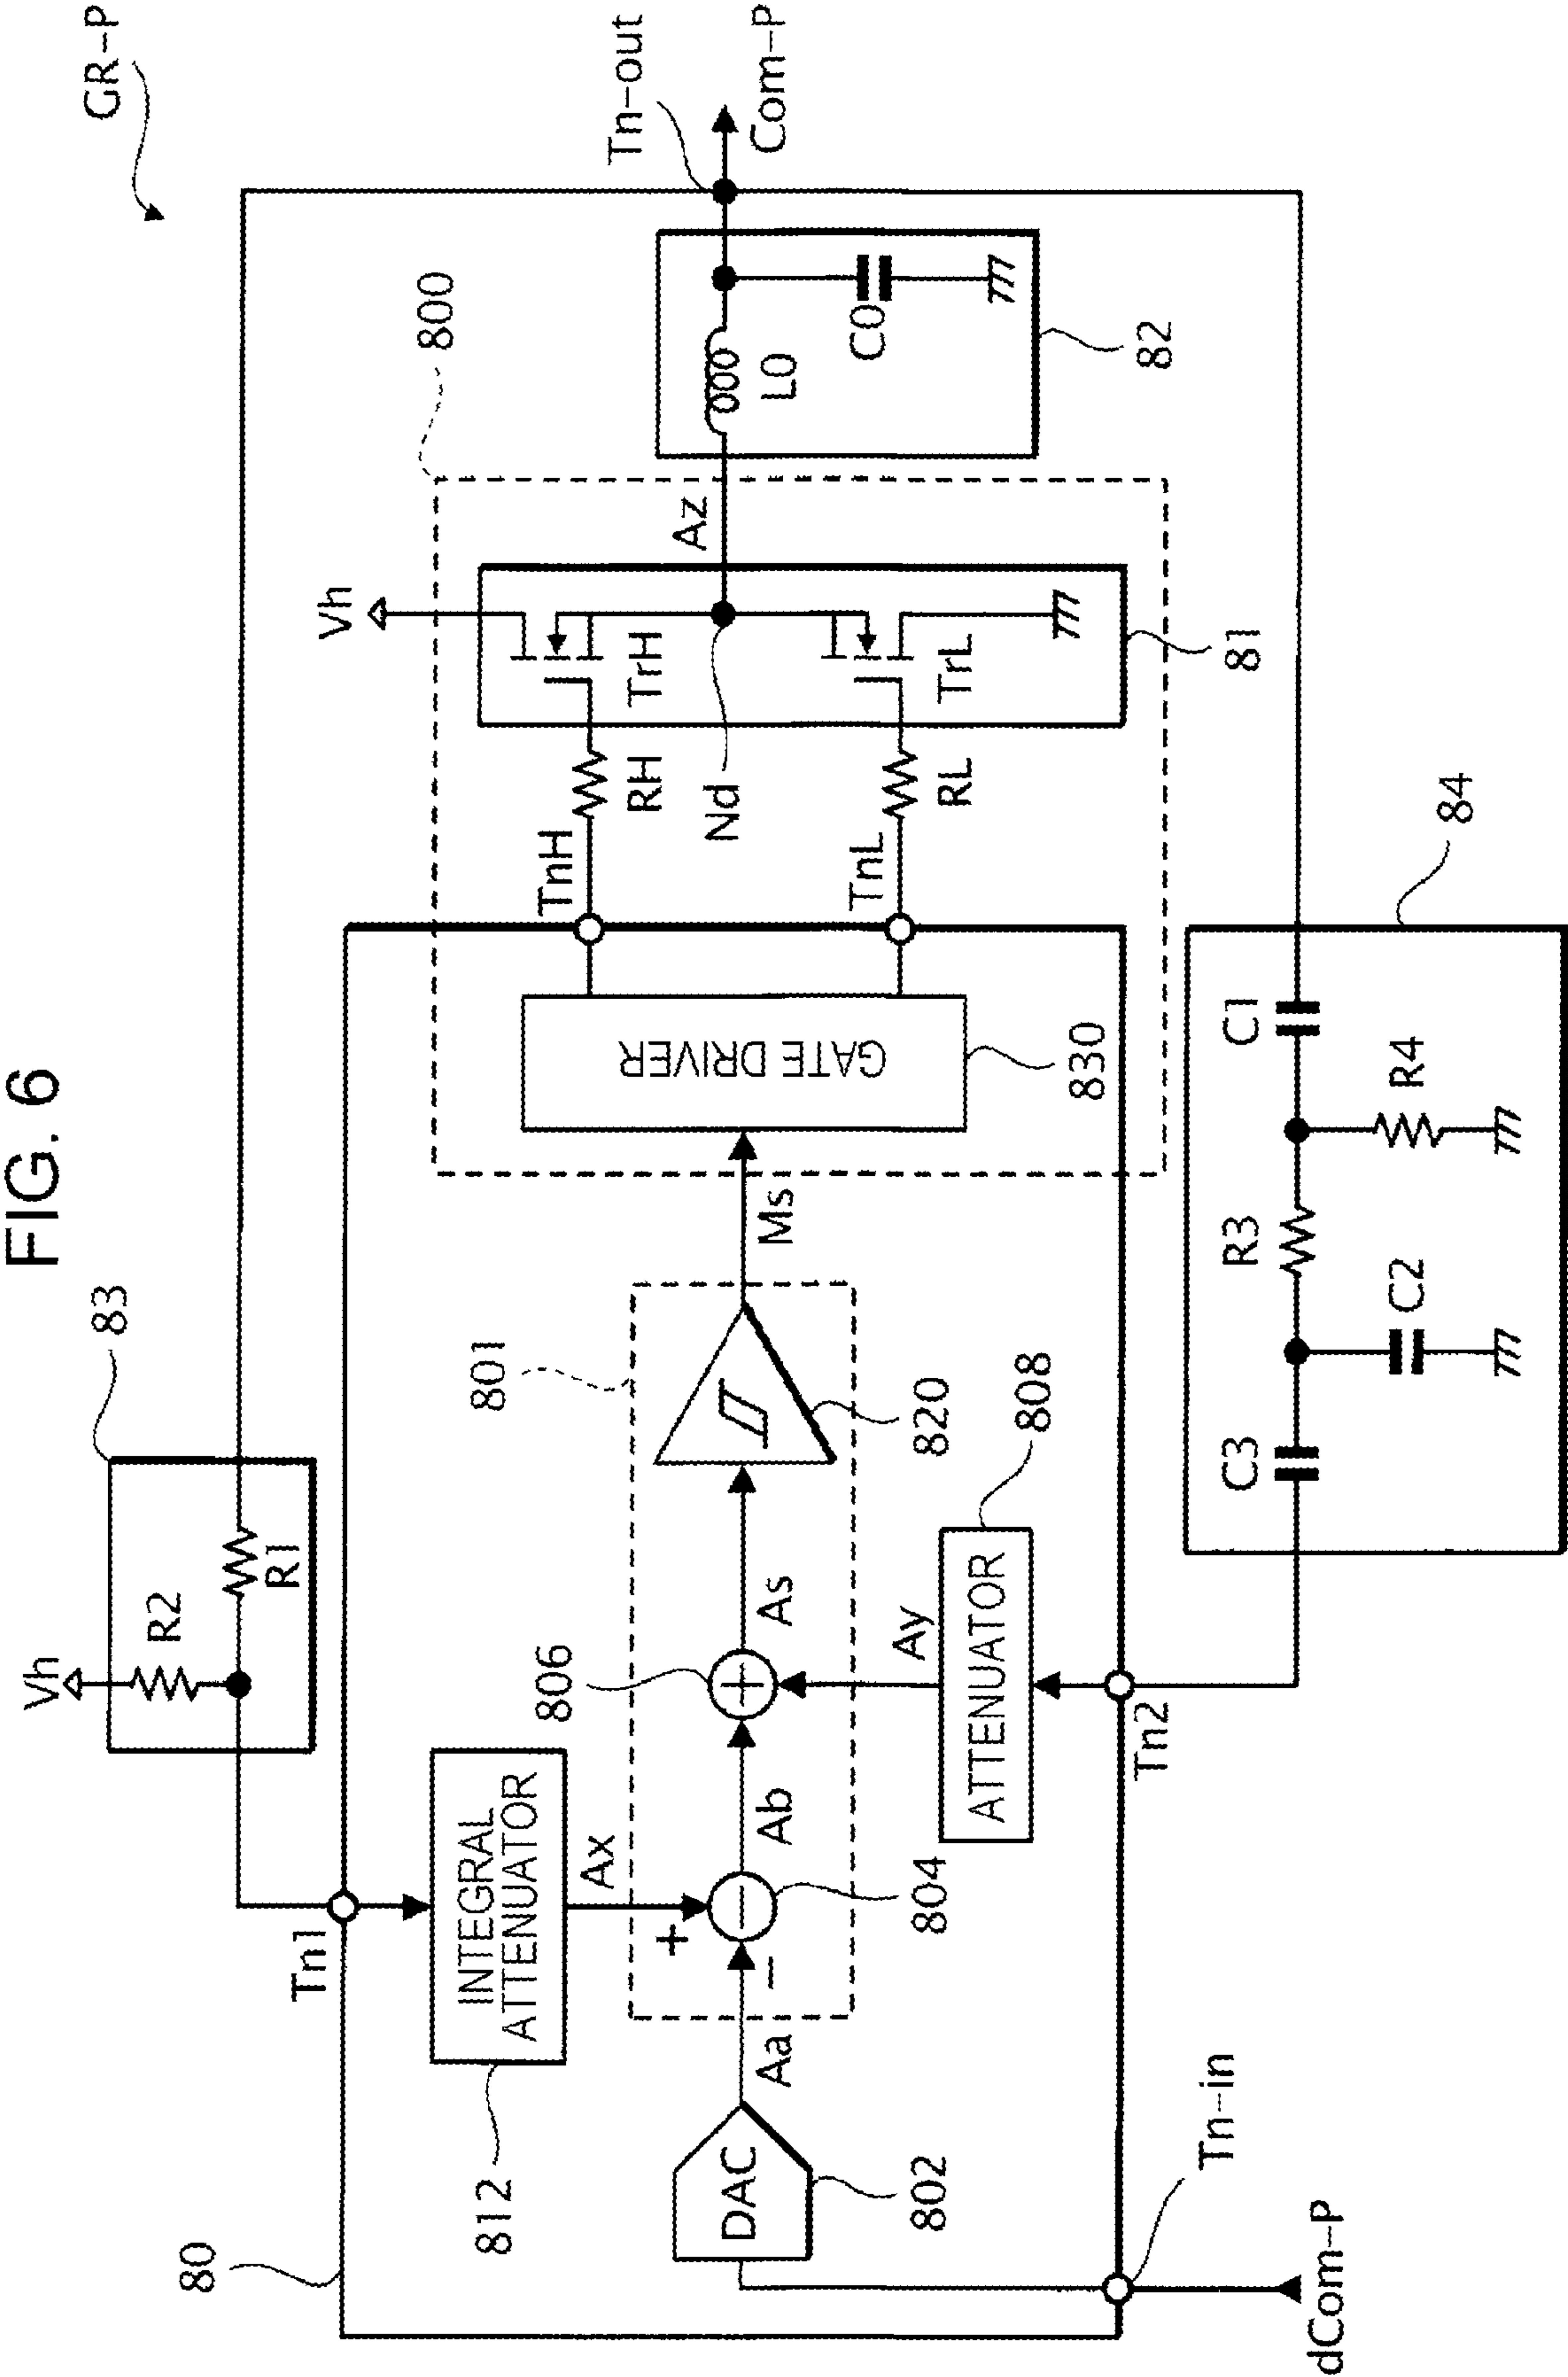 FIG. 6
GR-P
83
Vh
R2
R1
Tn1
80
812
INTEGRAL
ATTENUATOR
Ax
+
−
801
800
Vh
DAC
802
Aa
804
Ab
806
As
820
Ms
GATE DRIVER
830
TnH
RH
TrH
TnL
RL
TrL
Nd
81
Az
L0
C0
82
Tn-out
Com-P
Ay
ATTENUATOR
808
Tn2
Tn-in
dCom-P
C3
R3
C1
C2
R4
84